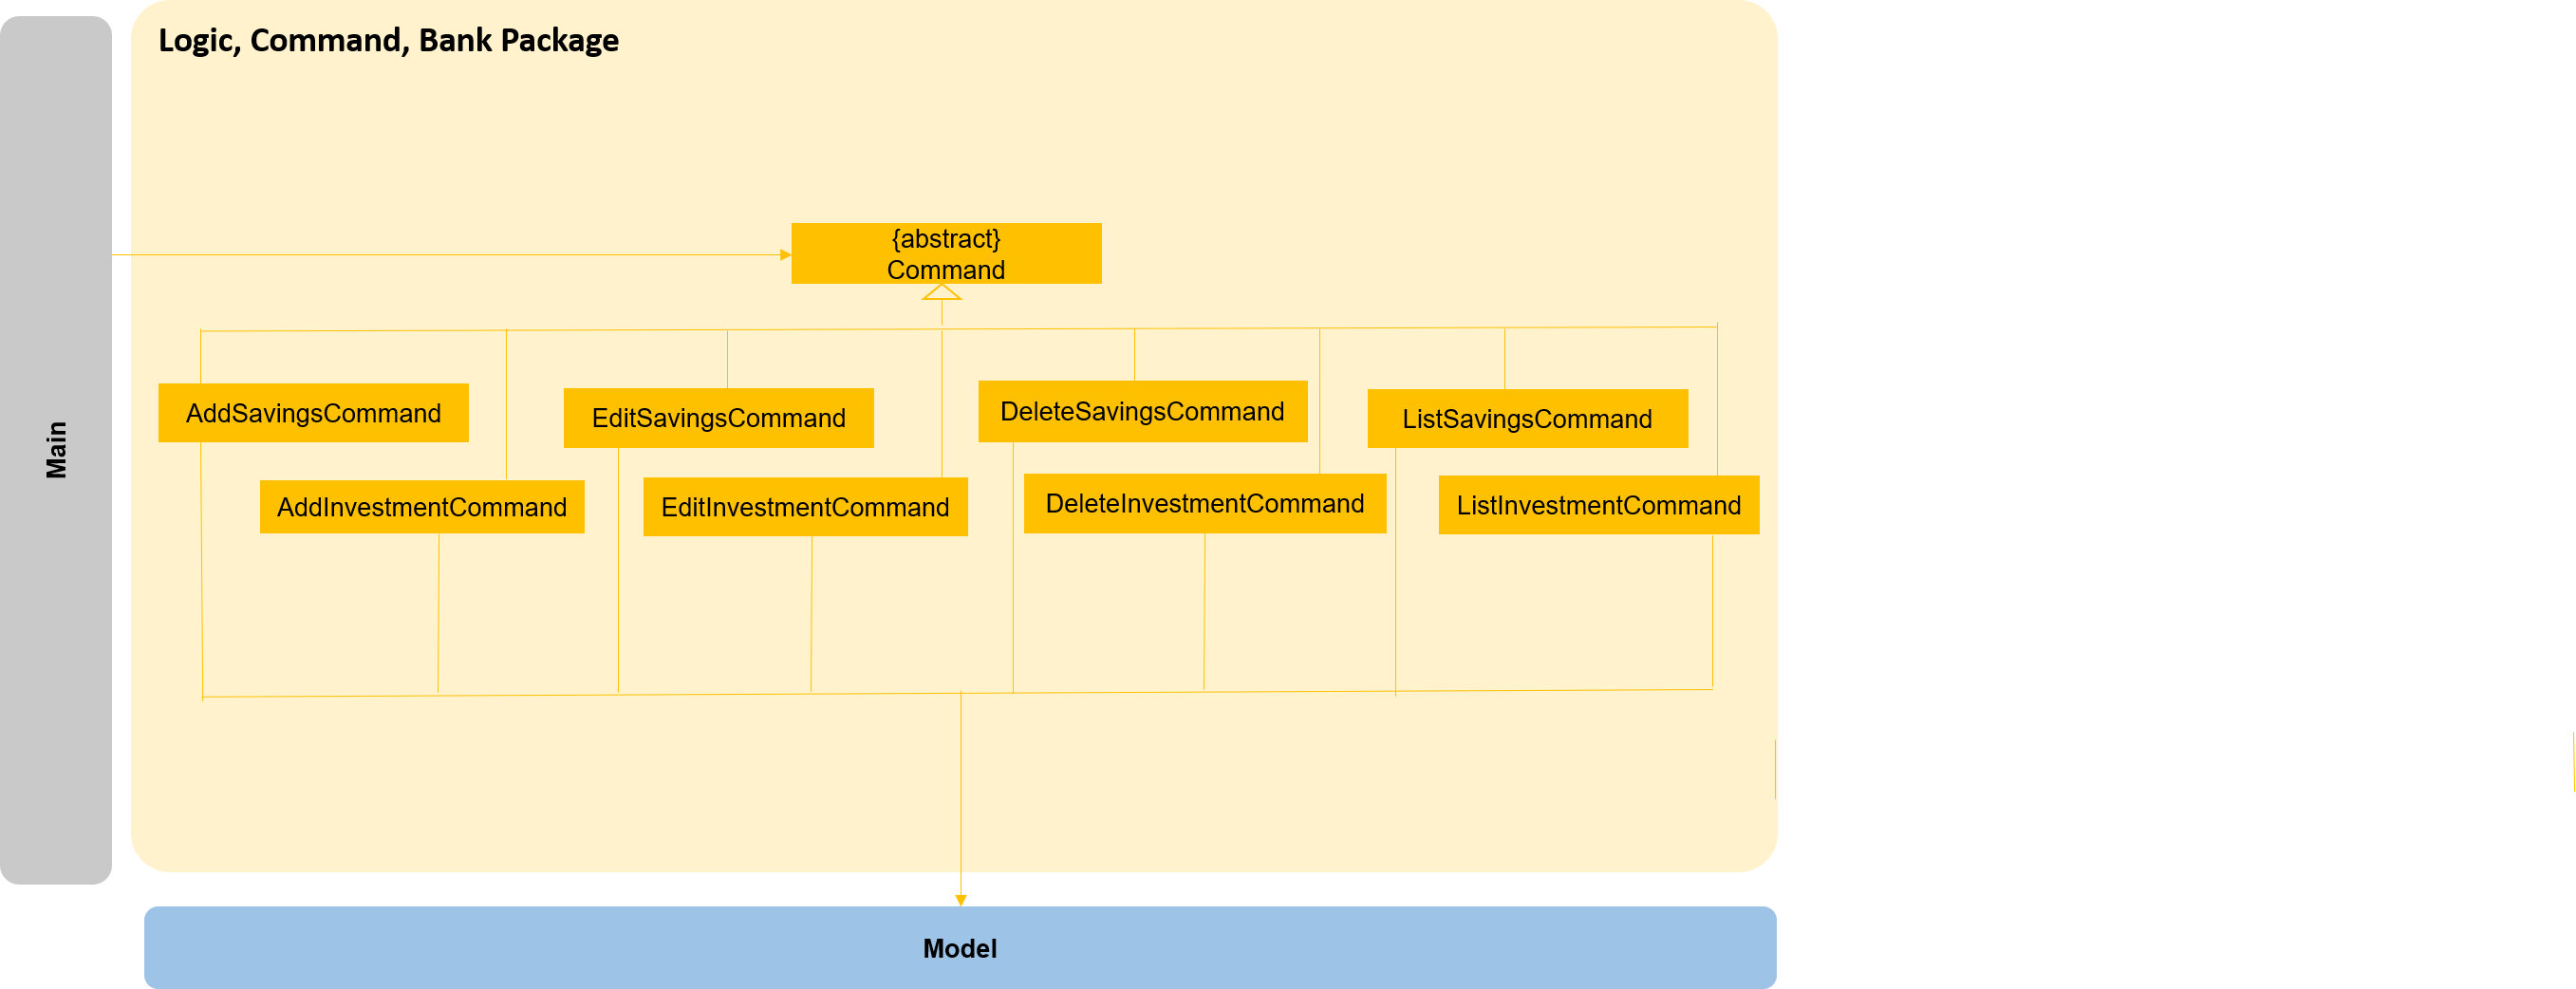 Logic, Command, Bank Package
Main
{abstract}
Command
AddSavingsCommand
EditSavingsCommand
DeleteSavingsCommand
ListSavingsCommand
AddInvestmentCommand
EditInvestmentCommand
DeleteInvestmentCommand
ListInvestmentCommand
Model